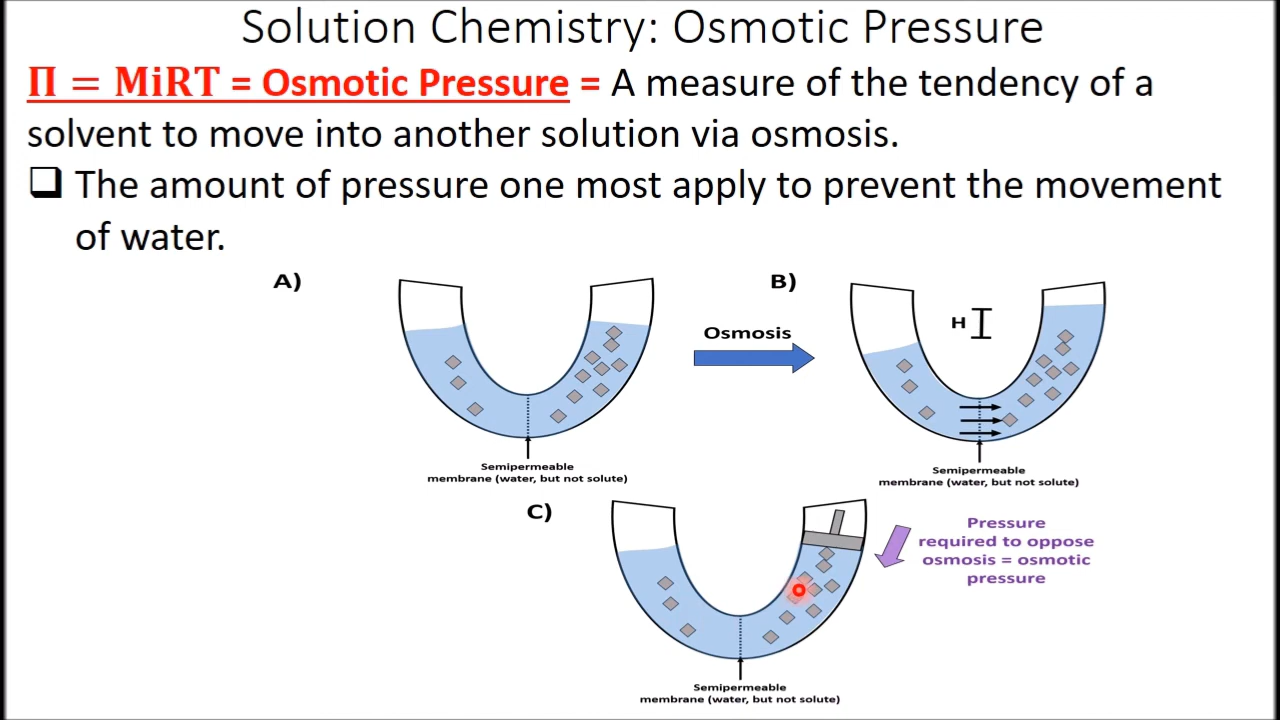 Solution Chemistry: Osmotic Pressure
Π = MiRT = Osmotic Pressure = A measure of the tendency of a
solvent to move into another solution via osmosis.
❑ The amount of pressure one most apply to prevent the movement
of water.
A)
B)
Osmosis
H
Semipermeable
membrane (water, but not solute)
Semipermeable
membrane (water, but not solute)
C)
Pressure
required to oppose
osmosis = osmotic
pressure
Semipermeable
membrane (water, but not solute)